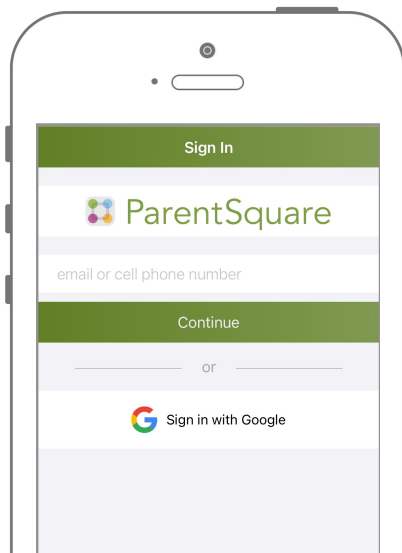 Sign In
ParentSquare
email or cell phone number
Continue
or
Sign in with Google